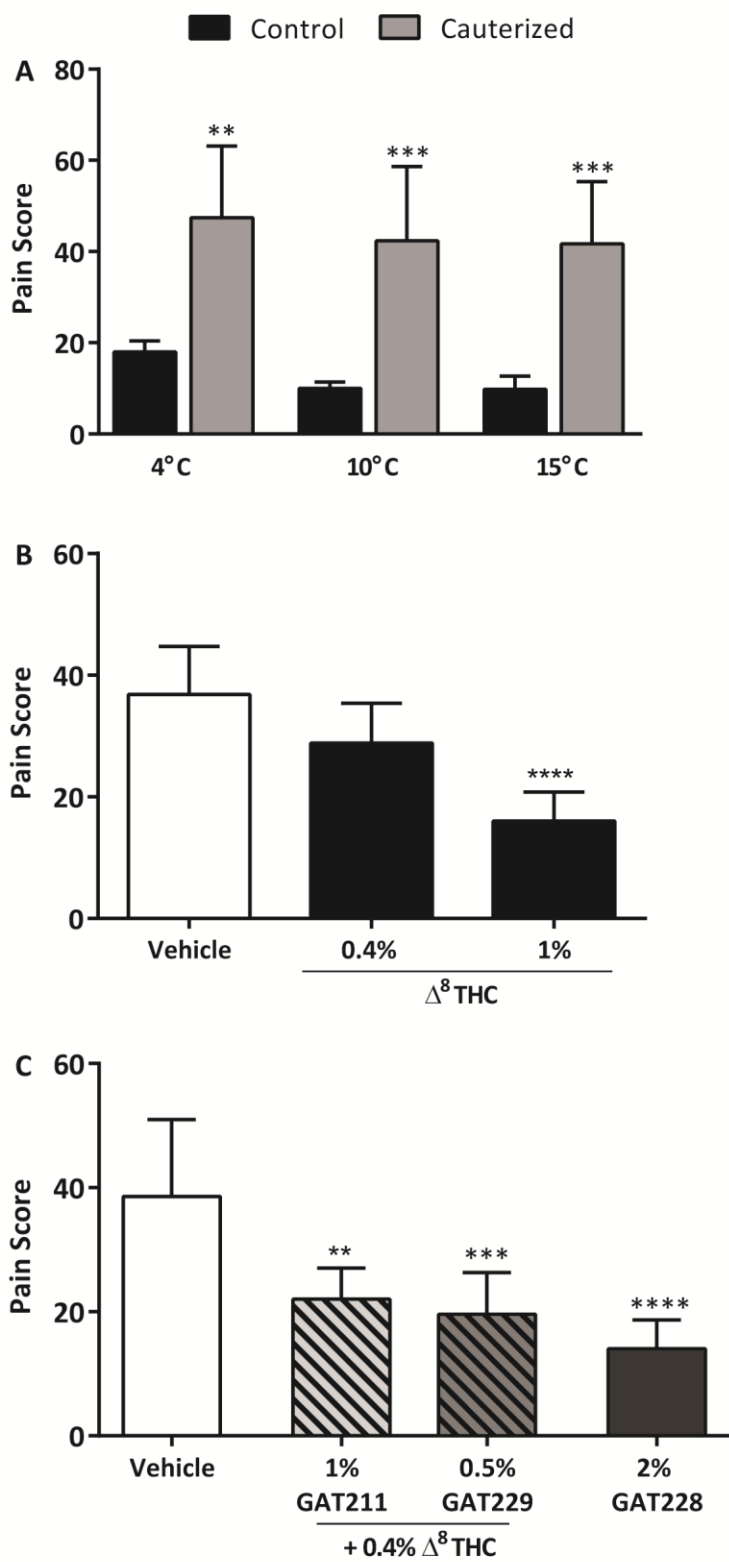 Control Cauterized
A
80
60
40
20
0
Pain Score
**
***
***
4°C 10°C 15°C
B
60
40
20
0
Pain Score
****
Vehicle 0.4% 1%
Δ⁸ THC
C
60
40
20
0
Pain Score
**
***
****
Vehicle 1% 0.5% 2%
GAT211 GAT229 GAT228
+ 0.4% Δ⁸ THC